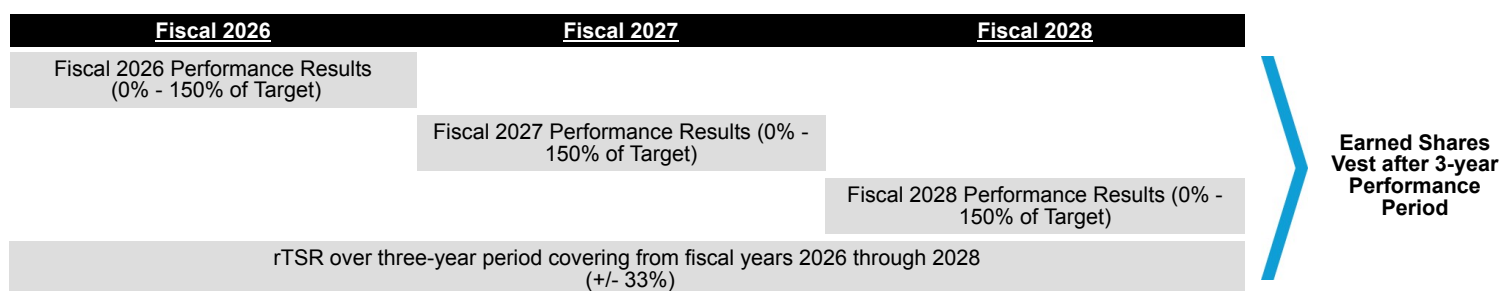 Fiscal 2026
Fiscal 2027
Fiscal 2028
Fiscal 2026 Performance Results
(0% - 150% of Target)
Fiscal 2027 Performance Results (0% -
150% of Target)
Fiscal 2028 Performance Results (0% -
150% of Target)
rTSR over three-year period covering from fiscal years 2026 through 2028
(+/- 33%)
Earned Shares
Vest after 3-year
Performance
Period